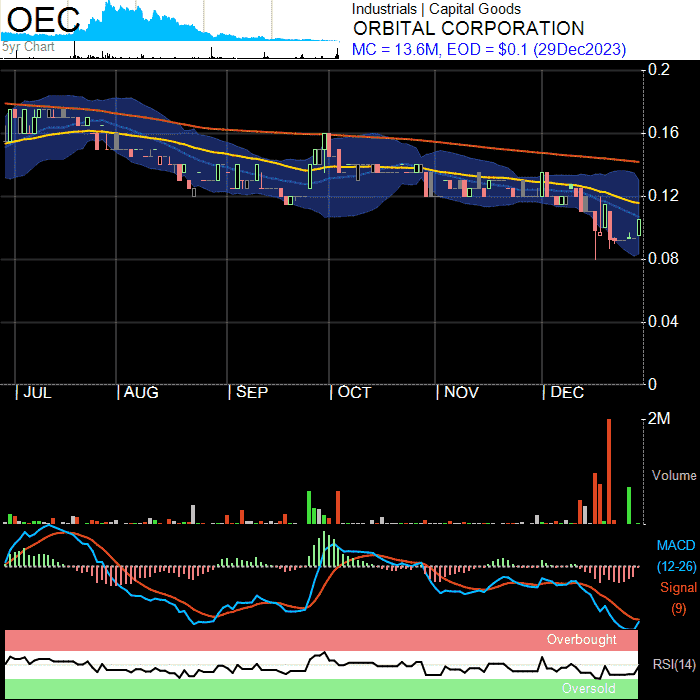 OEC
5yr Chart
Industrials | Capital Goods
ORBITAL CORPORATION
MC = 13.6M, EOD = $0.1 (29Dec2023)
0.2
0.16
0.12
0.08
0.04
0
| JUL | AUG | SEP | OCT | NOV | DEC
2M
Volume
MACD
(12-26)
Signal
(9)
Overbought
RSI(14)
Oversold